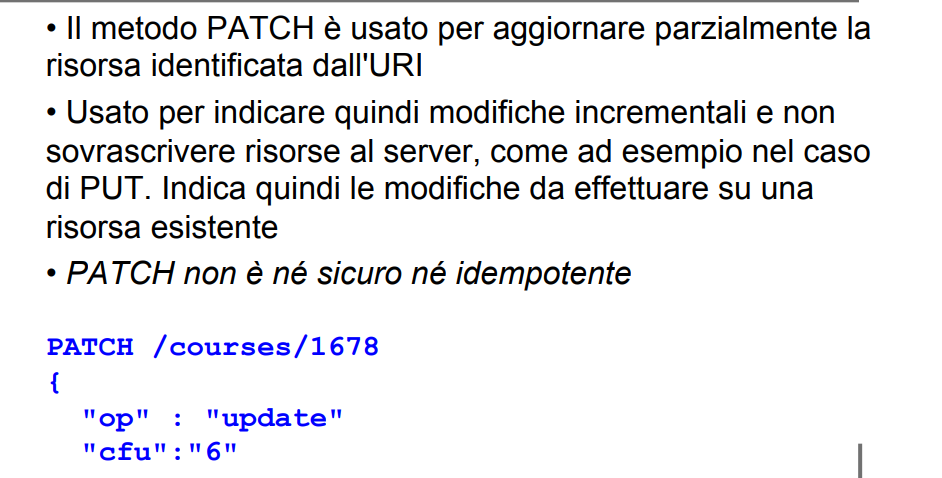 • Il metodo PATCH è usato per aggiornare parzialmente la
risorsa identificata dall'URI
• Usato per indicare quindi modifiche incrementali e non
sovrascrivere risorse al server, come ad esempio nel caso
di PUT. Indica quindi le modifiche da effettuare su una
risorsa esistente
• PATCH non è né sicuro né idempotente
PATCH /courses/1678
{
"op" : "update"
"cfu":"6"